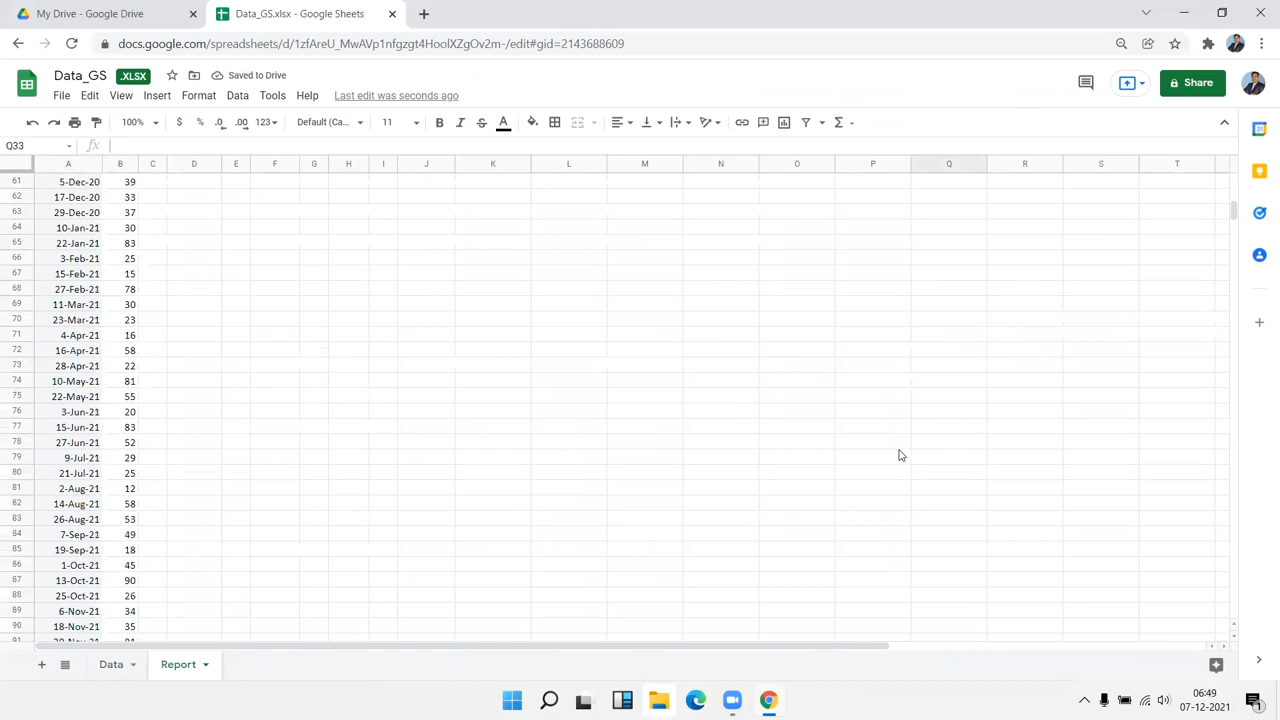 My Drive - Google Drive
Data_GS.xlsx - Google Sheets
docs.google.com/spreadsheets/d/1zfAreU_MwAVp1nfgzgt4HoolXZgOv2m-/edit#gid=2143688609
Data_GS .XLSX Saved to Drive
File Edit View Insert Format Data Tools Help Last edit was seconds ago
Share
100% $ % .0 .00 123 Default (Ca... 11 B I S A Σ
Q33 fx
A B C D E F G H I J K L M N O P Q R S T
61 5-Dec-20 39
62 17-Dec-20 33
63 29-Dec-20 37
64 10-Jan-21 30
65 22-Jan-21 83
66 3-Feb-21 25
67 15-Feb-21 15
68 27-Feb-21 78
69 11-Mar-21 30
70 23-Mar-21 23
71 4-Apr-21 16
72 16-Apr-21 58
73 28-Apr-21 22
74 10-May-21 81
75 22-May-21 55
76 3-Jun-21 20
77 15-Jun-21 83
78 27-Jun-21 52
79 9-Jul-21 29
80 21-Jul-21 25
81 2-Aug-21 12
82 14-Aug-21 58
83 26-Aug-21 53
84 7-Sep-21 49
85 19-Sep-21 18
86 1-Oct-21 45
87 13-Oct-21 90
88 25-Oct-21 26
89 6-Nov-21 34
90 18-Nov-21 35
91 30-Nov-21 81
Data Report
06:49
07-12-2021